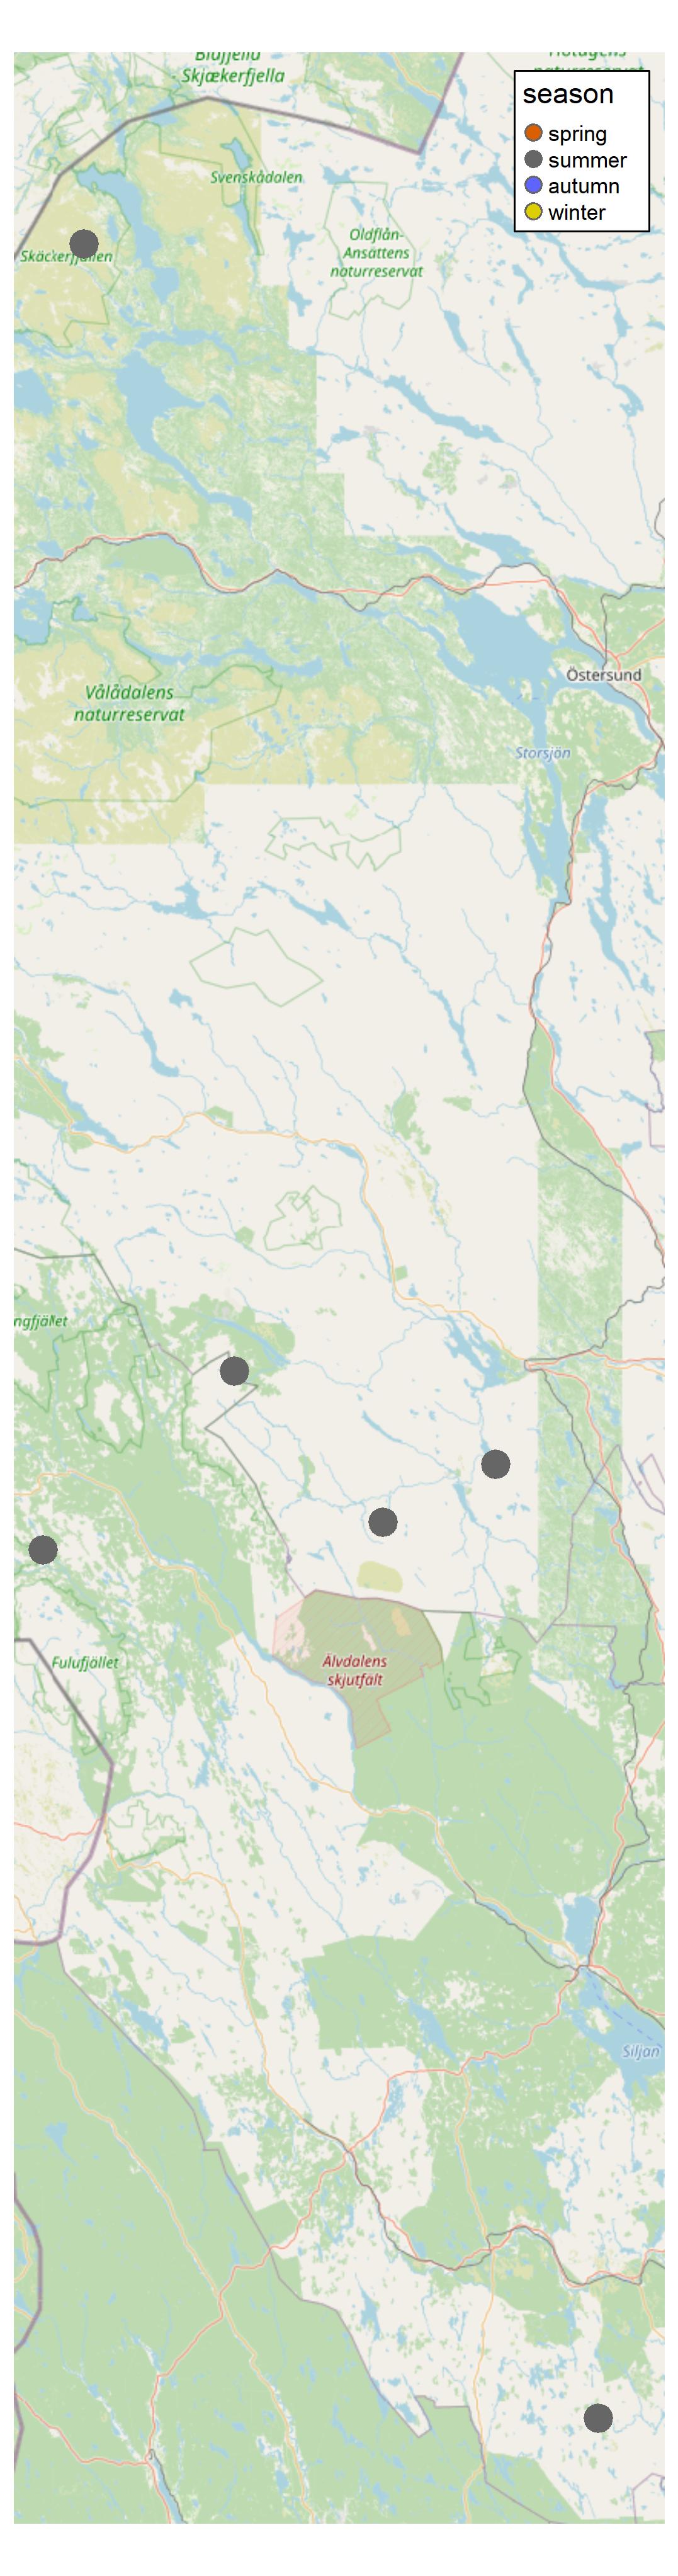 Blåfjella
- Skjækerfjella
season
spring
summer
autumn
winter
Svenskådalen
Oldflån-
Ansättens
naturreservat
Skäckerfjällen
Östersund
Vålådalens
naturreservat
Storsjön
ngfjället
Fulufjället
Älvdalens
skjutfält
Siljan